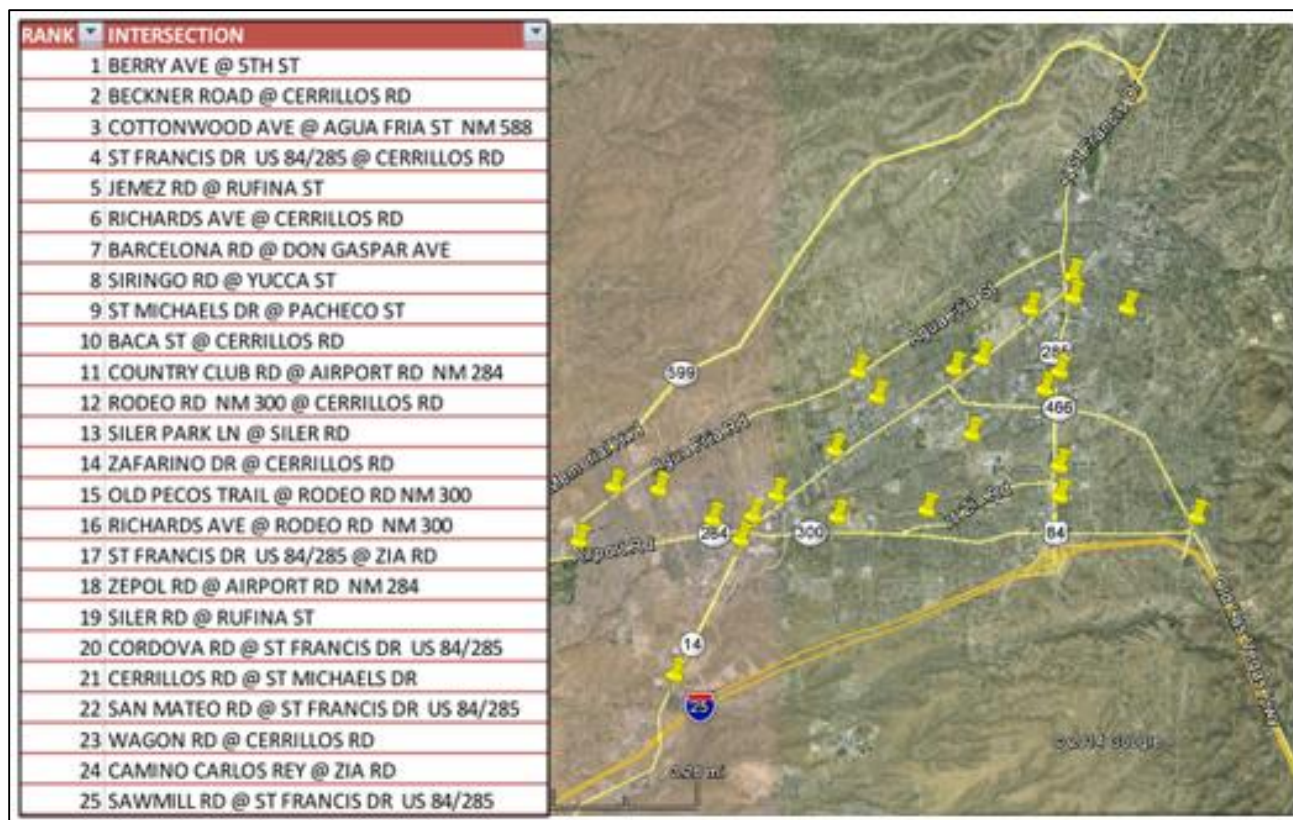 RANK INTERSECTION
1 BERRY AVE @ 5TH ST
2 BECKNER ROAD @ CERRILLOS RD
3 COTTONWOOD AVE @ AGUA FRIA ST NM 588
4 ST FRANCIS DR US 84/285 @ CERRILLOS RD
5 JEMEZ RD @ RUFINA ST
6 RICHARDS AVE @ CERRILLOS RD
7 BARCELONA RD @ DON GASPAR AVE
8 SIRINGO RD @ YUCCA ST
9 ST MICHAELS DR @ PACHECO ST
10 BACA ST @ CERRILLOS RD
11 COUNTRY CLUB RD @ AIRPORT RD NM 284
12 RODEO RD NM 300 @ CERRILLOS RD
13 SILER PARK LN @ SILER RD
14 ZAFARINO DR @ CERRILLOS RD
15 OLD PECOS TRAIL @ RODEO RD NM 300
16 RICHARDS AVE @ RODEO RD NM 300
17 ST FRANCIS DR US 84/285 @ ZIA RD
18 ZEPOL RD @ AIRPORT RD NM 284
19 SILER RD @ RUFINA ST
20 CORDOVA RD @ ST FRANCIS DR US 84/285
21 CERRILLOS RD @ ST MICHAELS DR
22 SAN MATEO RD @ ST FRANCIS DR US 84/285
23 WAGON RD @ CERRILLOS RD
24 CAMINO CARLOS REY @ ZIA RD
25 SAWMILL RD @ ST FRANCIS DR US 84/285
S St Francis Dr
Agua Fria St
285
599
466
Agua Fria Rd
Airport Rd
284
300
84
14
25
© 2014 Google